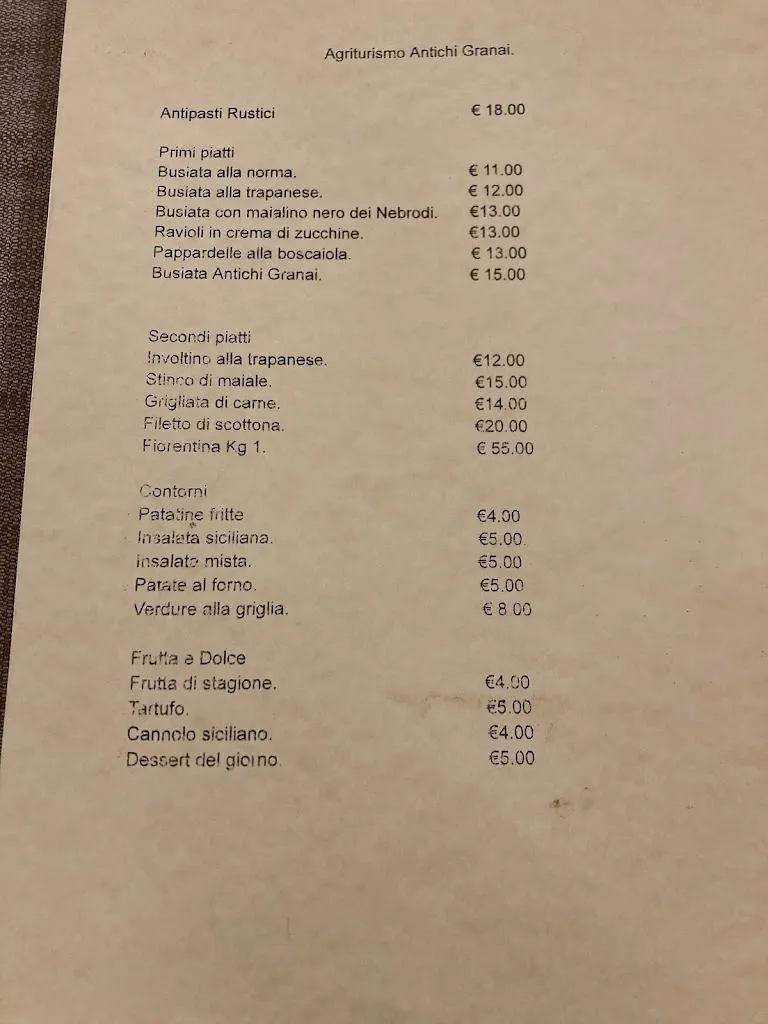 Agriturismo Antichi Granai.
Antipasti Rustici € 18.00
Primi piatti
Busiata alla norma. € 11.00
Busiata alla trapanese. € 12.00
Busiata con maialino nero dei Nebrodi. €13.00
Ravioli in crema di zucchine. €13.00
Pappardelle alla boscaiola. € 13.00
Busiata Antichi Granai. € 15.00
Secondi piatti
Involtino alla trapanese. €12.00
Stinco di maiale. €15.00
Grigliata di carne. €14.00
Filetto di scottona. €20.00
Fiorentina Kg 1. € 55.00
Contorni
Patatine fritte €4.00
Insalata siciliana. €5.00
insalata mista. €5.00
Patate al forno. €5.00
Verdure alla griglia. € 8.00
Frutta e Dolce
Frutta di stagione. €4.00
Tartufo. €5.00
Cannolo siciliano. €4.00
Dessert del giorno. €5.00